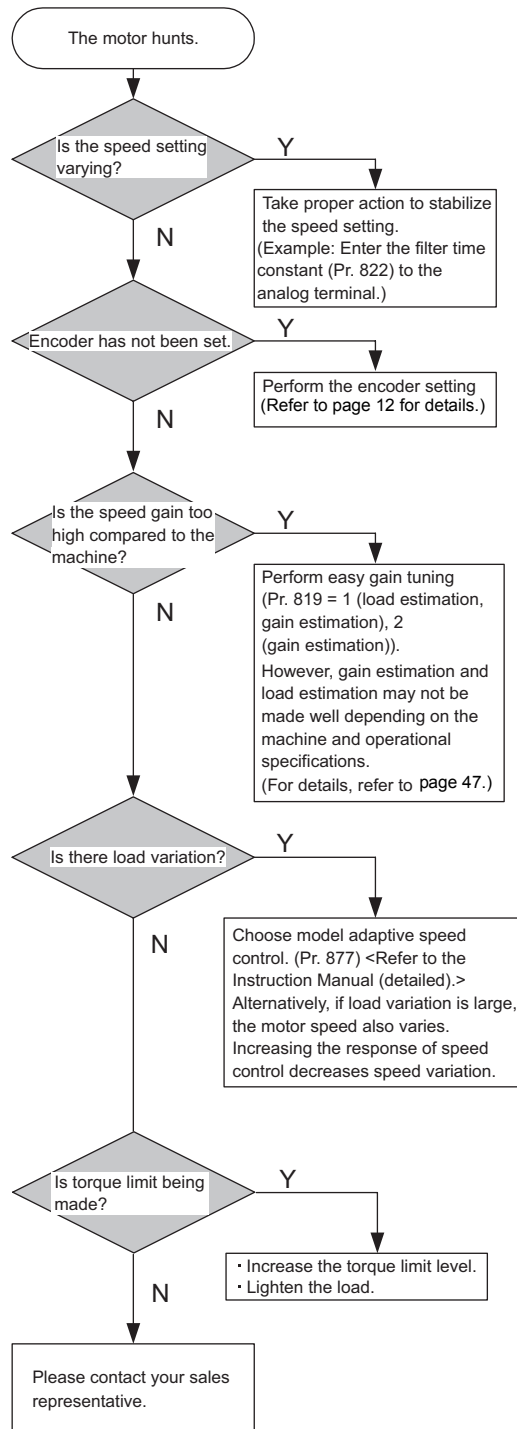 The motor hunts.
Is the speed setting
varying?
Y
Take proper action to stabilize
the speed setting.
(Example: Enter the filter time
constant (Pr. 822) to the
analog terminal.)
N
Encoder has not been set.
Y
Perform the encoder setting
(Refer to page 12 for details.)
N
Is the speed gain too
high compared to the
machine?
Y
Perform easy gain tuning
(Pr. 819 = 1 (load estimation,
gain estimation), 2
(gain estimation)).
However, gain estimation and
load estimation may not be
made well depending on the
machine and operational
specifications.
(For details, refer to page 47.)
N
Is there load variation?
Y
Choose model adaptive speed
control. (Pr. 877) <Refer to the
Instruction Manual (detailed).>
Alternatively, if load variation is large,
the motor speed also varies.
Increasing the response of speed
control decreases speed variation.
N
Is torque limit being
made?
Y
· Increase the torque limit level.
· Lighten the load.
N
Please contact your sales
representative.